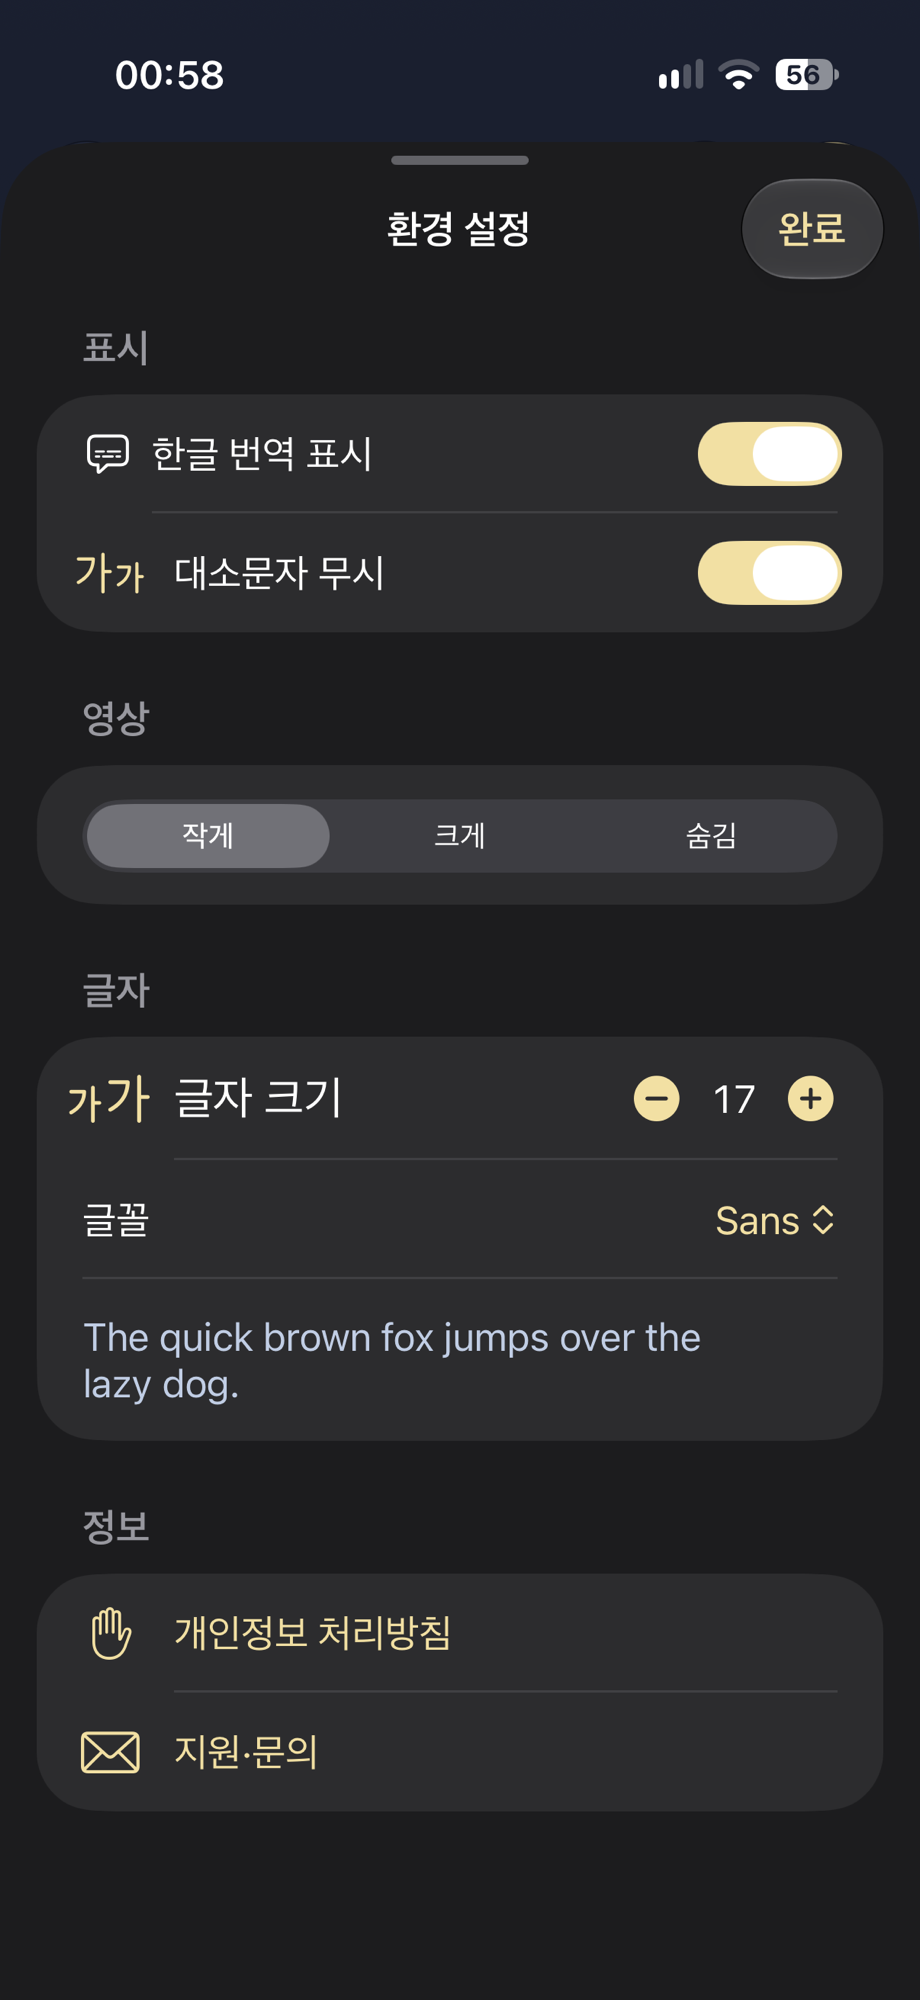 00:58
56
환경 설정
완료
표시
한글 번역 표시
가가 대소문자 무시
영상
작게 크게 숨김
글자
가가 글자 크기 17
글꼴 Sans
The quick brown fox jumps over the
lazy dog.
정보
개인정보 처리방침
지원·문의